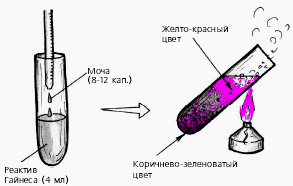 Моча
(8-12 кап.)
Реактив
Гайнеса (4 мл)
Желто-красный
цвет
Коричнево-зеленоватый
цвет